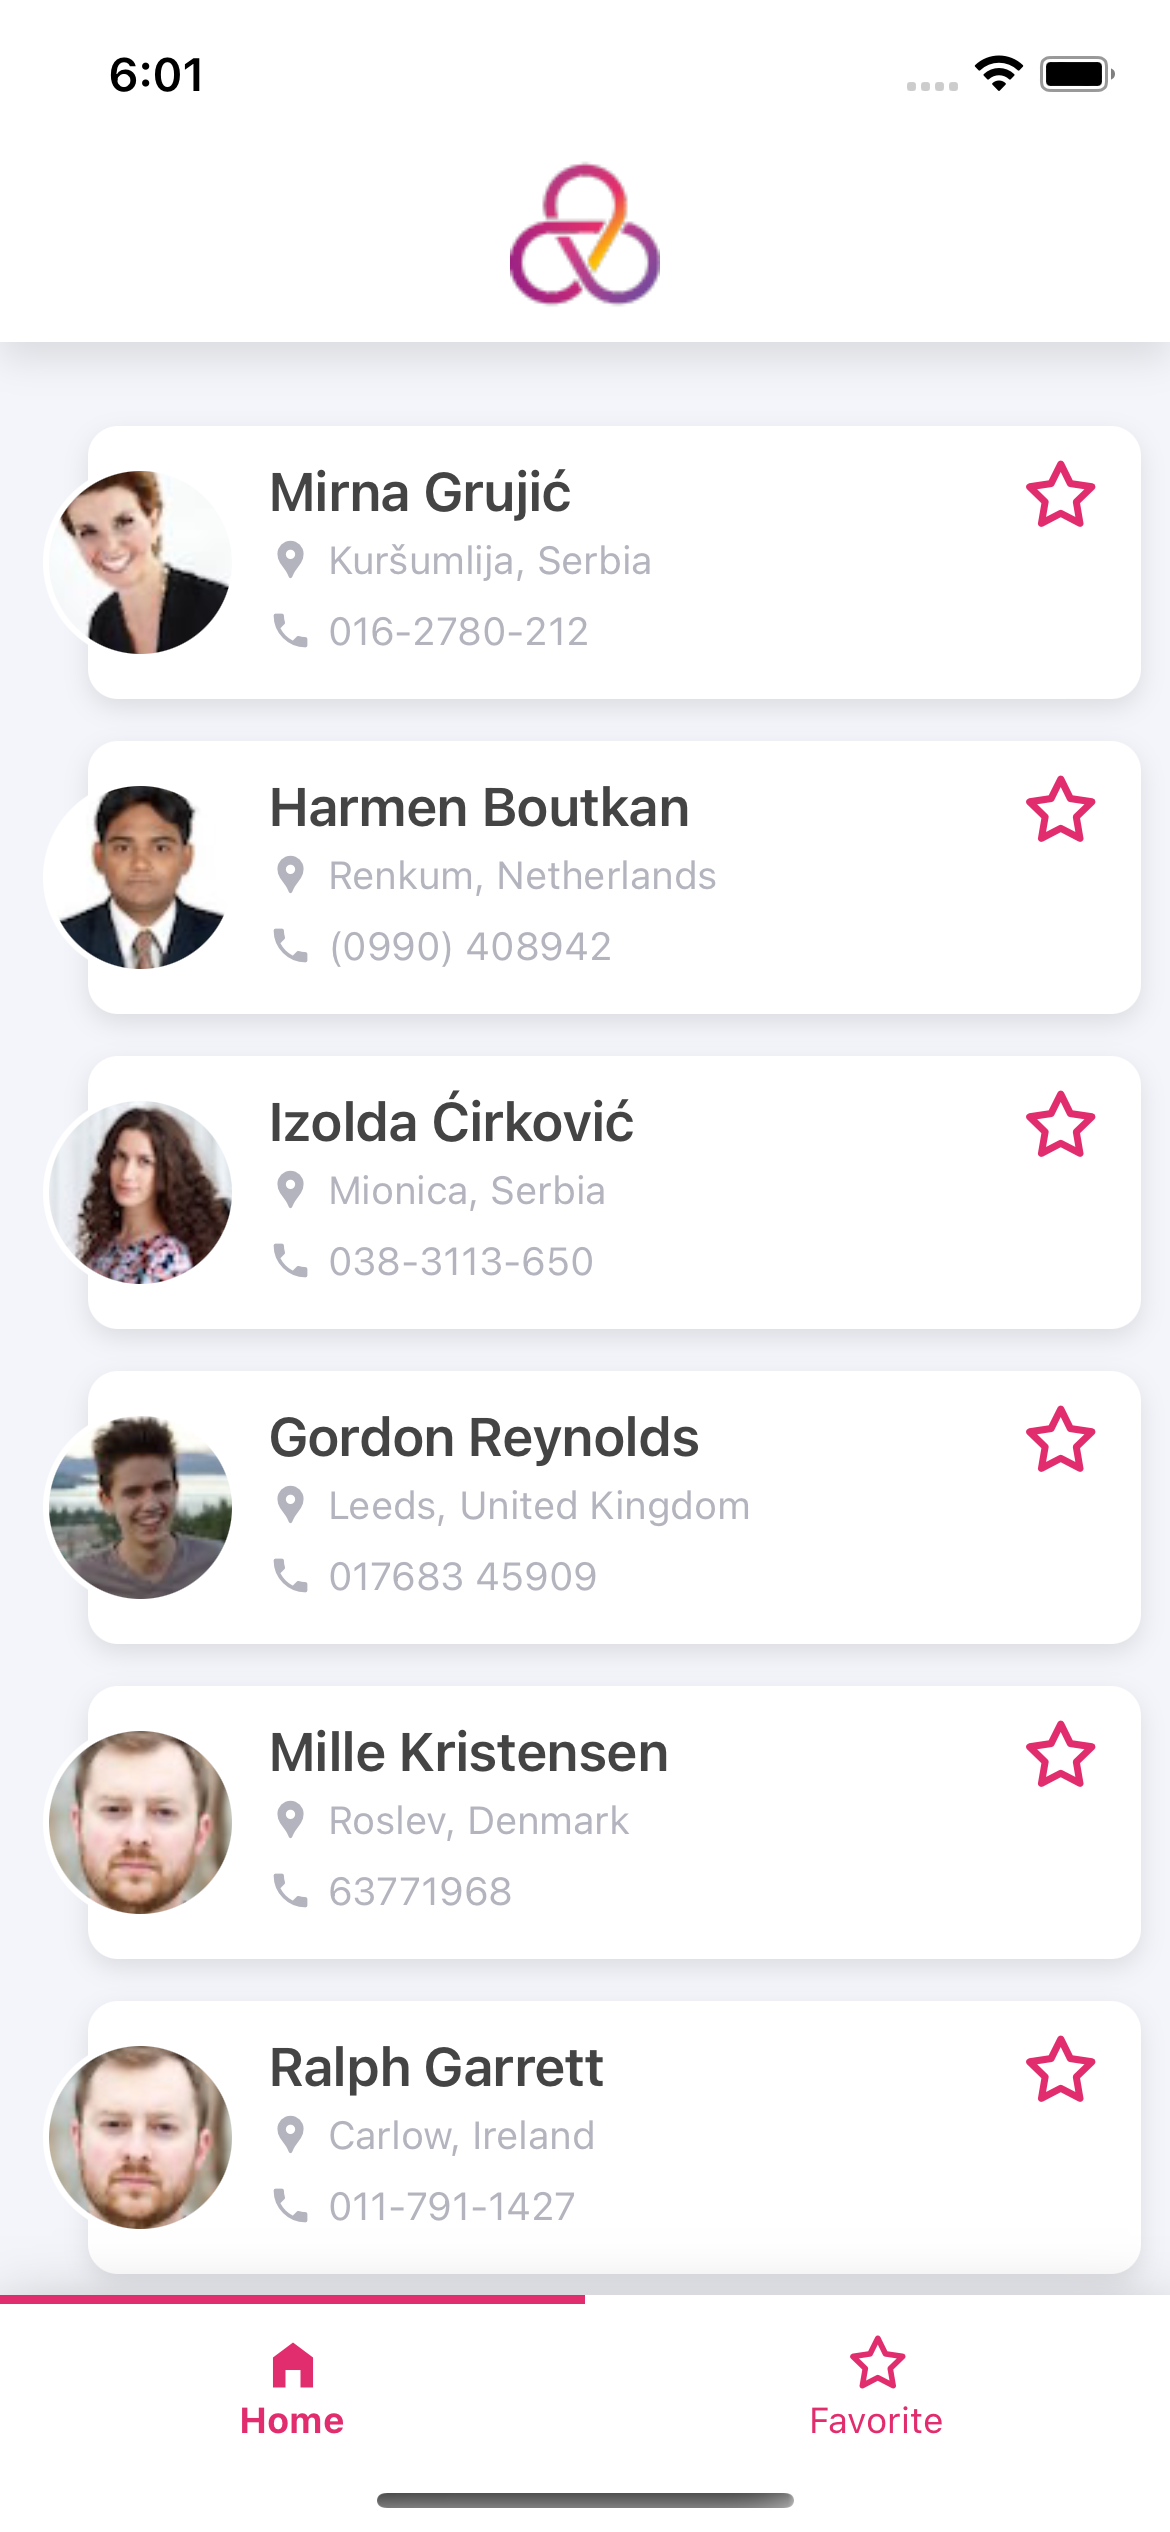 6:01
Mirna Grujić
Kuršumlija, Serbia
016-2780-212
Harmen Boutkan
Renkum, Netherlands
(0990) 408942
Izolda Ćirković
Mionica, Serbia
038-3113-650
Gordon Reynolds
Leeds, United Kingdom
017683 45909
Mille Kristensen
Roslev, Denmark
63771968
Ralph Garrett
Carlow, Ireland
011-791-1427
Home
Favorite